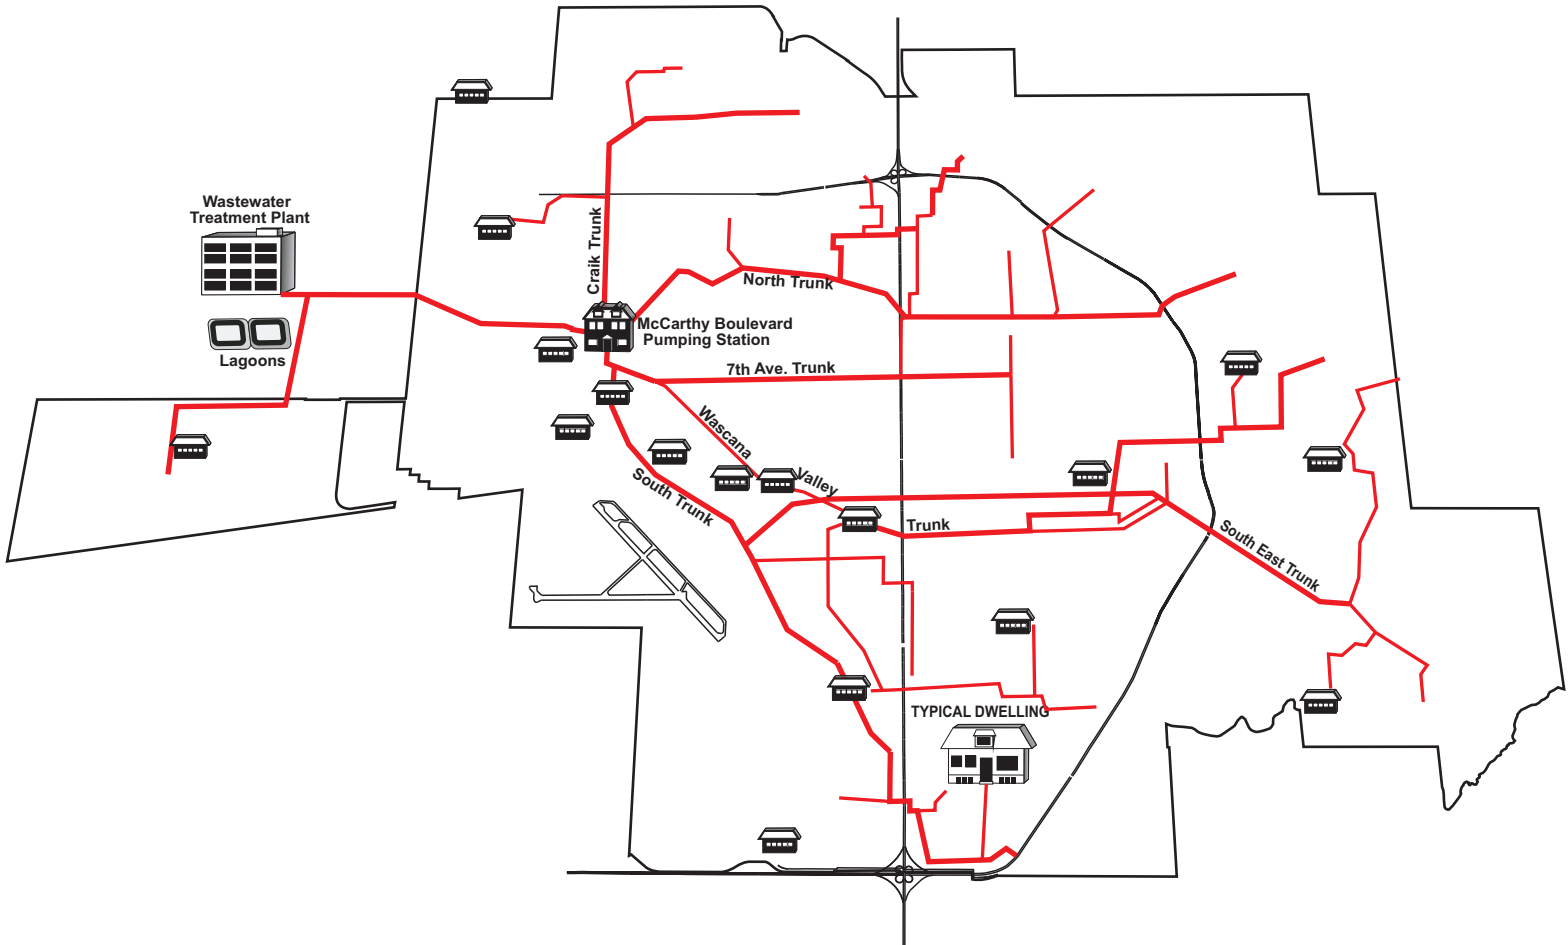 Wastewater
Treatment Plant
Craik Trunk
North Trunk
McCarthy Boulevard
Pumping Station
Lagoons
7th Ave. Trunk
Wascana
Valley
Trunk
South Trunk
South East Trunk
TYPICAL DWELLING